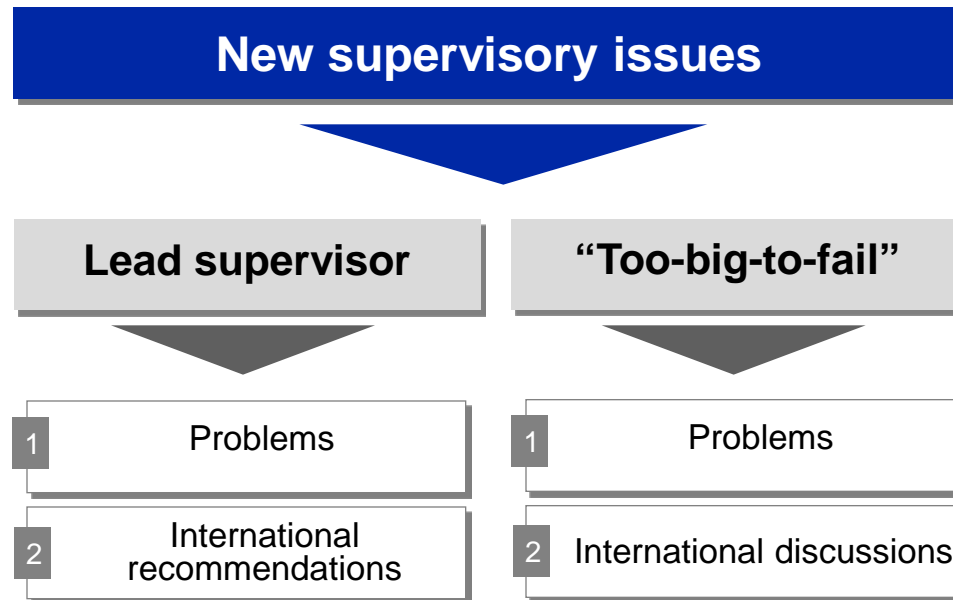 New supervisory issues
Lead supervisor
“Too-big-to-fail”
1
Problems
2
International
recommendations
1
Problems
2
International discussions